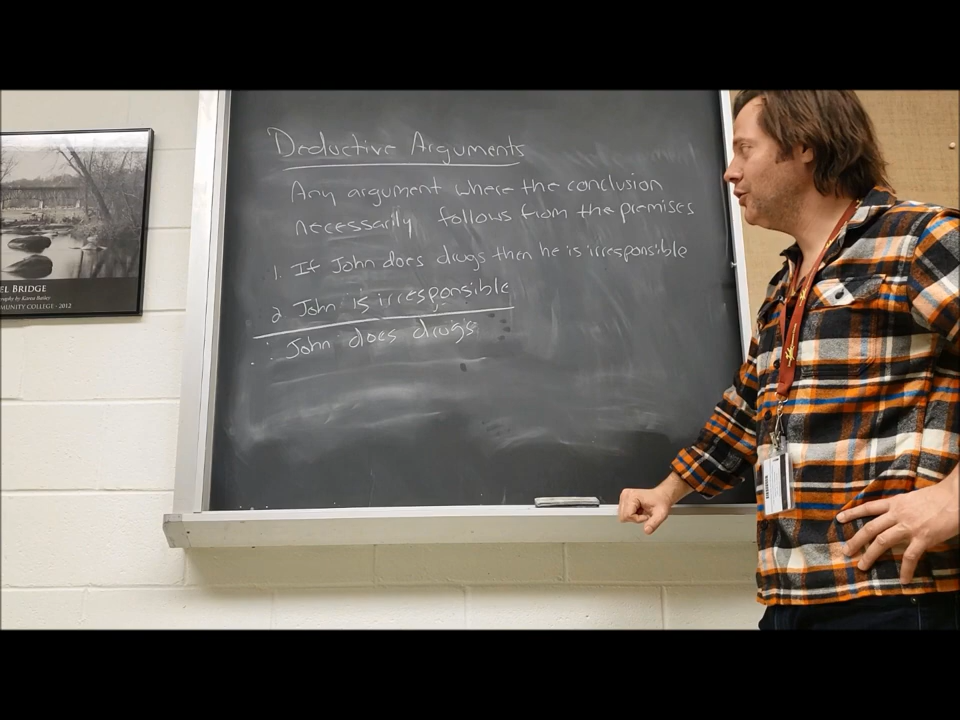 Deductive Arguments
Any argument where the conclusion
necessarily follows from the premises
1. If John does drugs then he is irresponsible
2 John is irresponsible
∴ John does drugs
EL BRIDGE
MMUNITY COLLEGE · 2012